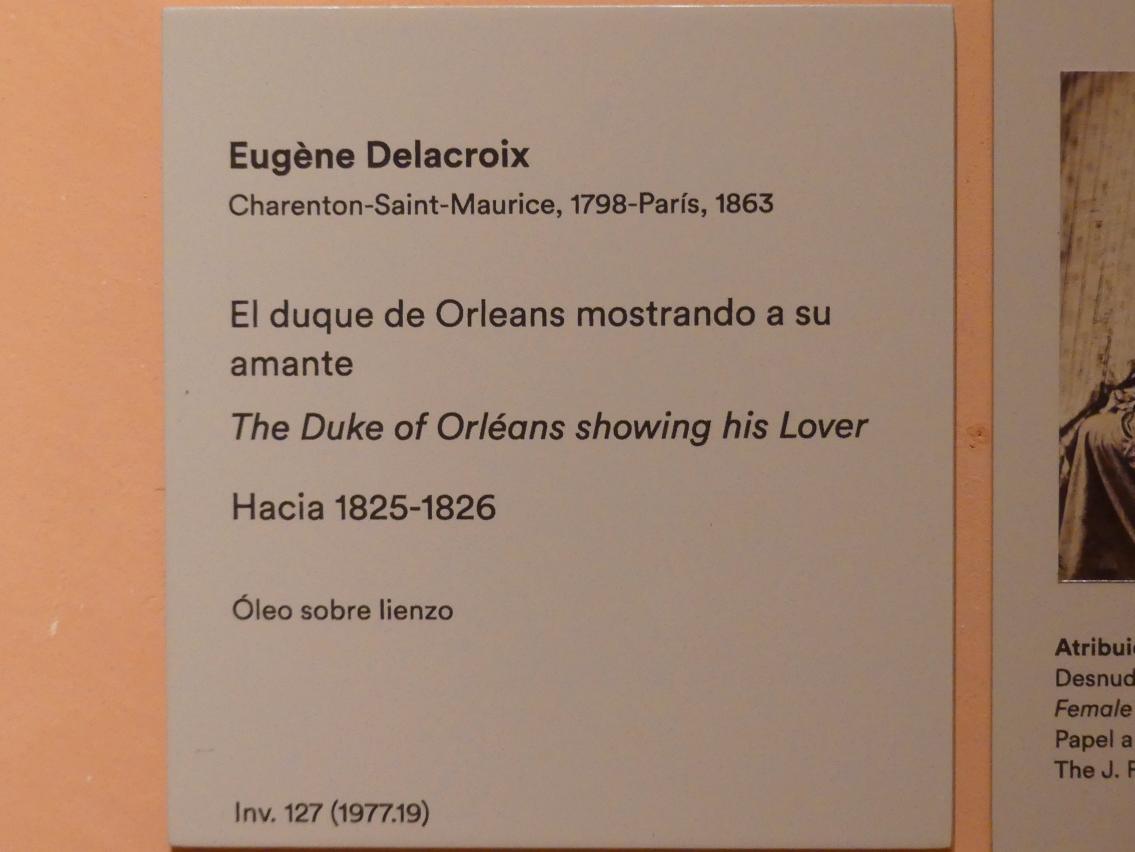 Eugène Delacroix
Charenton-Saint-Maurice, 1798-París, 1863
El duque de Orleans mostrando a su
amante
The Duke of Orléans showing his Lover
Hacia 1825-1826
Óleo sobre lienzo
Inv. 127 (1977.19)
Female
Papel a
The J.